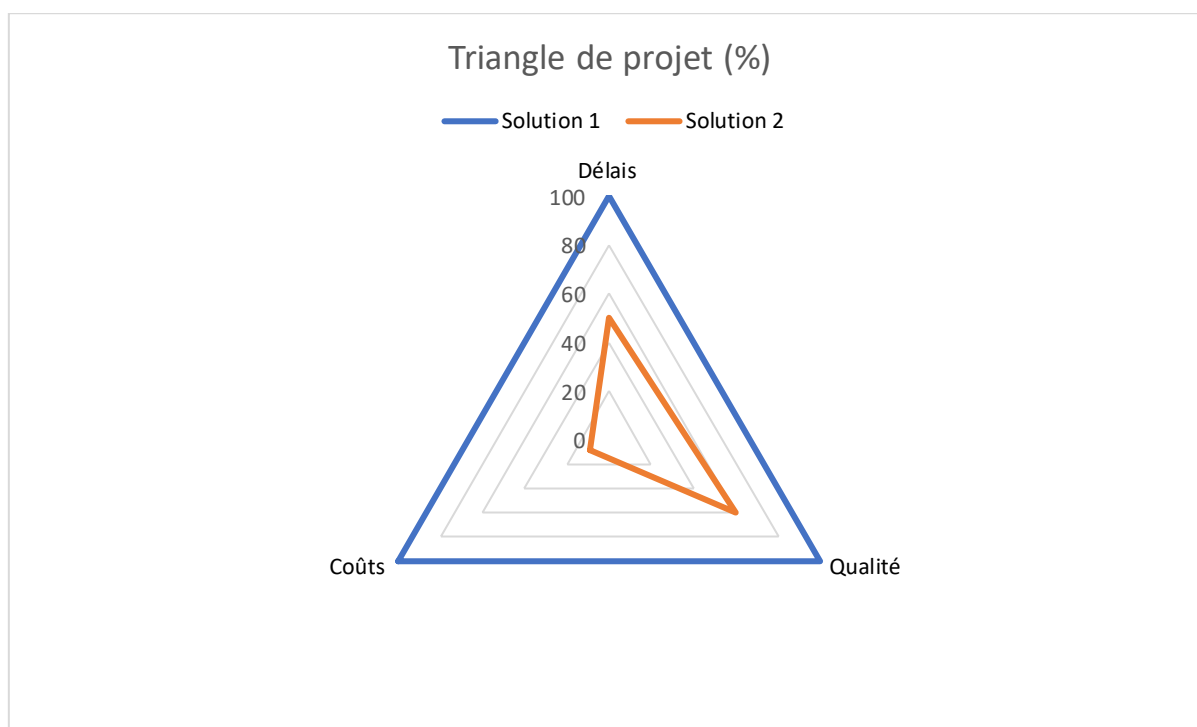 Triangle de projet (%)
Solution 1
Solution 2
Délais
100
80
60
40
20
0
Coûts
Qualité